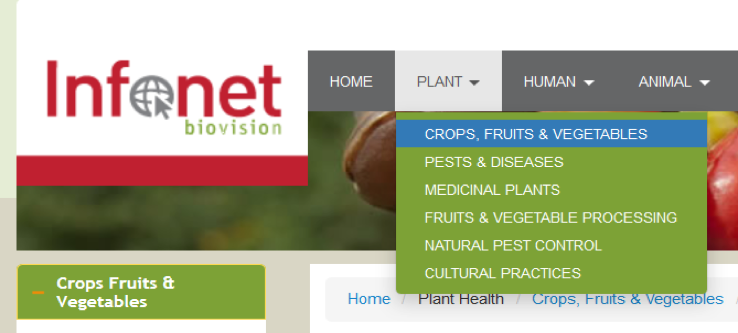 Infonet
biovision
HOME PLANT HUMAN ANIMAL
CROPS, FRUITS & VEGETABLES
PESTS & DISEASES
MEDICINAL PLANTS
FRUITS & VEGETABLE PROCESSING
NATURAL PEST CONTROL
CULTURAL PRACTICES
Crops Fruits &
Vegetables
Home / Plant Health / Crops, Fruits & Vegetables /